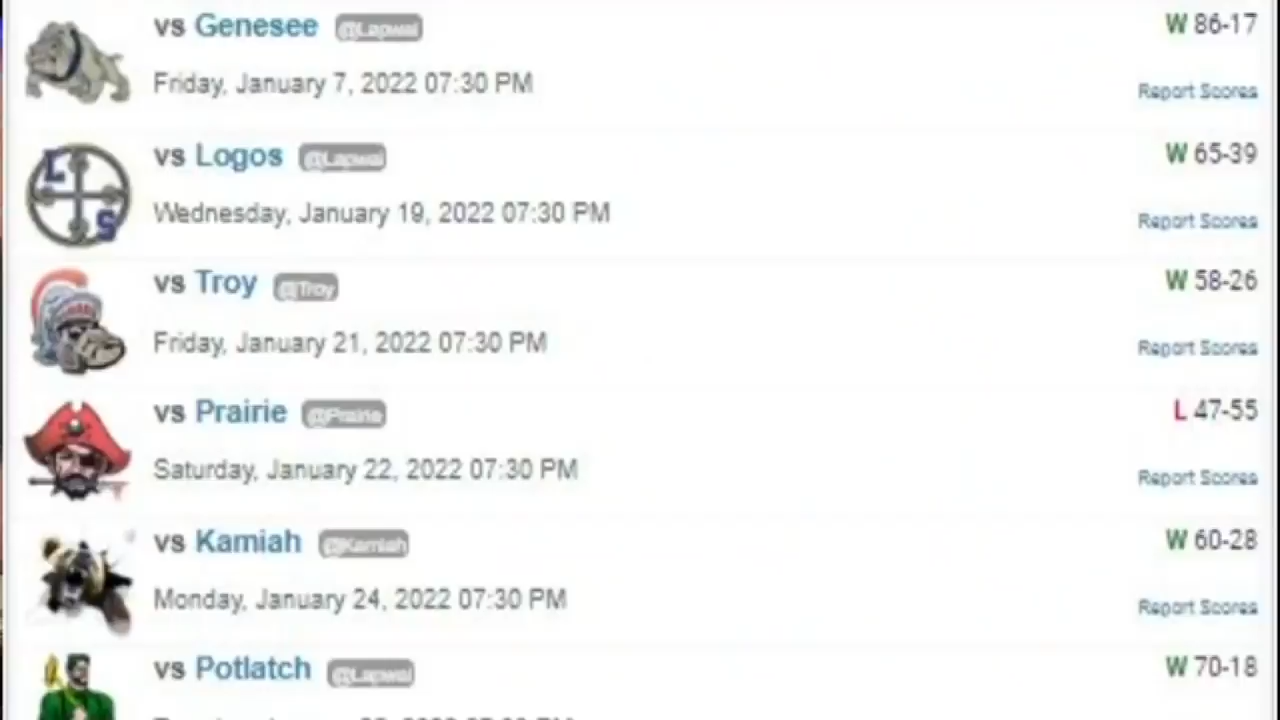 vs Genesee @Lapwai W 86-17
Friday, January 7, 2022 07:30 PM Report Scores
L
S
vs Logos @Lapwai W 65-39
Wednesday, January 19, 2022 07:30 PM Report Scores
vs Troy @Troy W 58-26
Friday, January 21, 2022 07:30 PM Report Scores
vs Prairie @Prairie L 47-55
Saturday, January 22, 2022 07:30 PM Report Scores
vs Kamiah @Kamiah W 60-28
Monday, January 24, 2022 07:30 PM Report Scores
vs Potlatch @Lapwai W 70-18